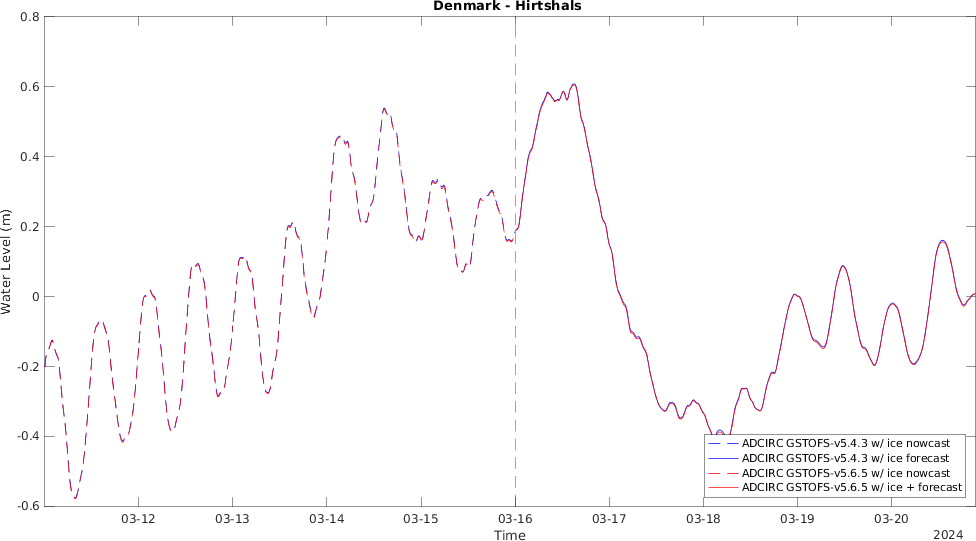 Denmark - Hirtshals
0.8
0.6
0.4
0.2
0
-0.2
-0.4
-0.6
Water Level (m)
03-12 03-13 03-14 03-15 03-16 03-17 03-18 03-19 03-20
Time
2024
ADCIRC GSTOFS-v5.4.3 w/ ice nowcast
ADCIRC GSTOFS-v5.4.3 w/ ice forecast
ADCIRC GSTOFS-v5.6.5 w/ ice nowcast
ADCIRC GSTOFS-v5.6.5 w/ ice + forecast